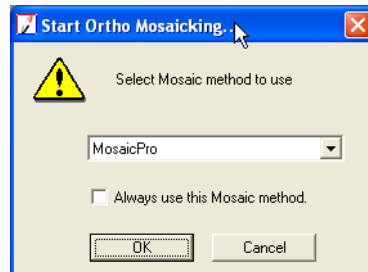 Start Ortho Mosaicking...
Select Mosaic method to use
MosaicPro
Always use this Mosaic method.
OK
Cancel